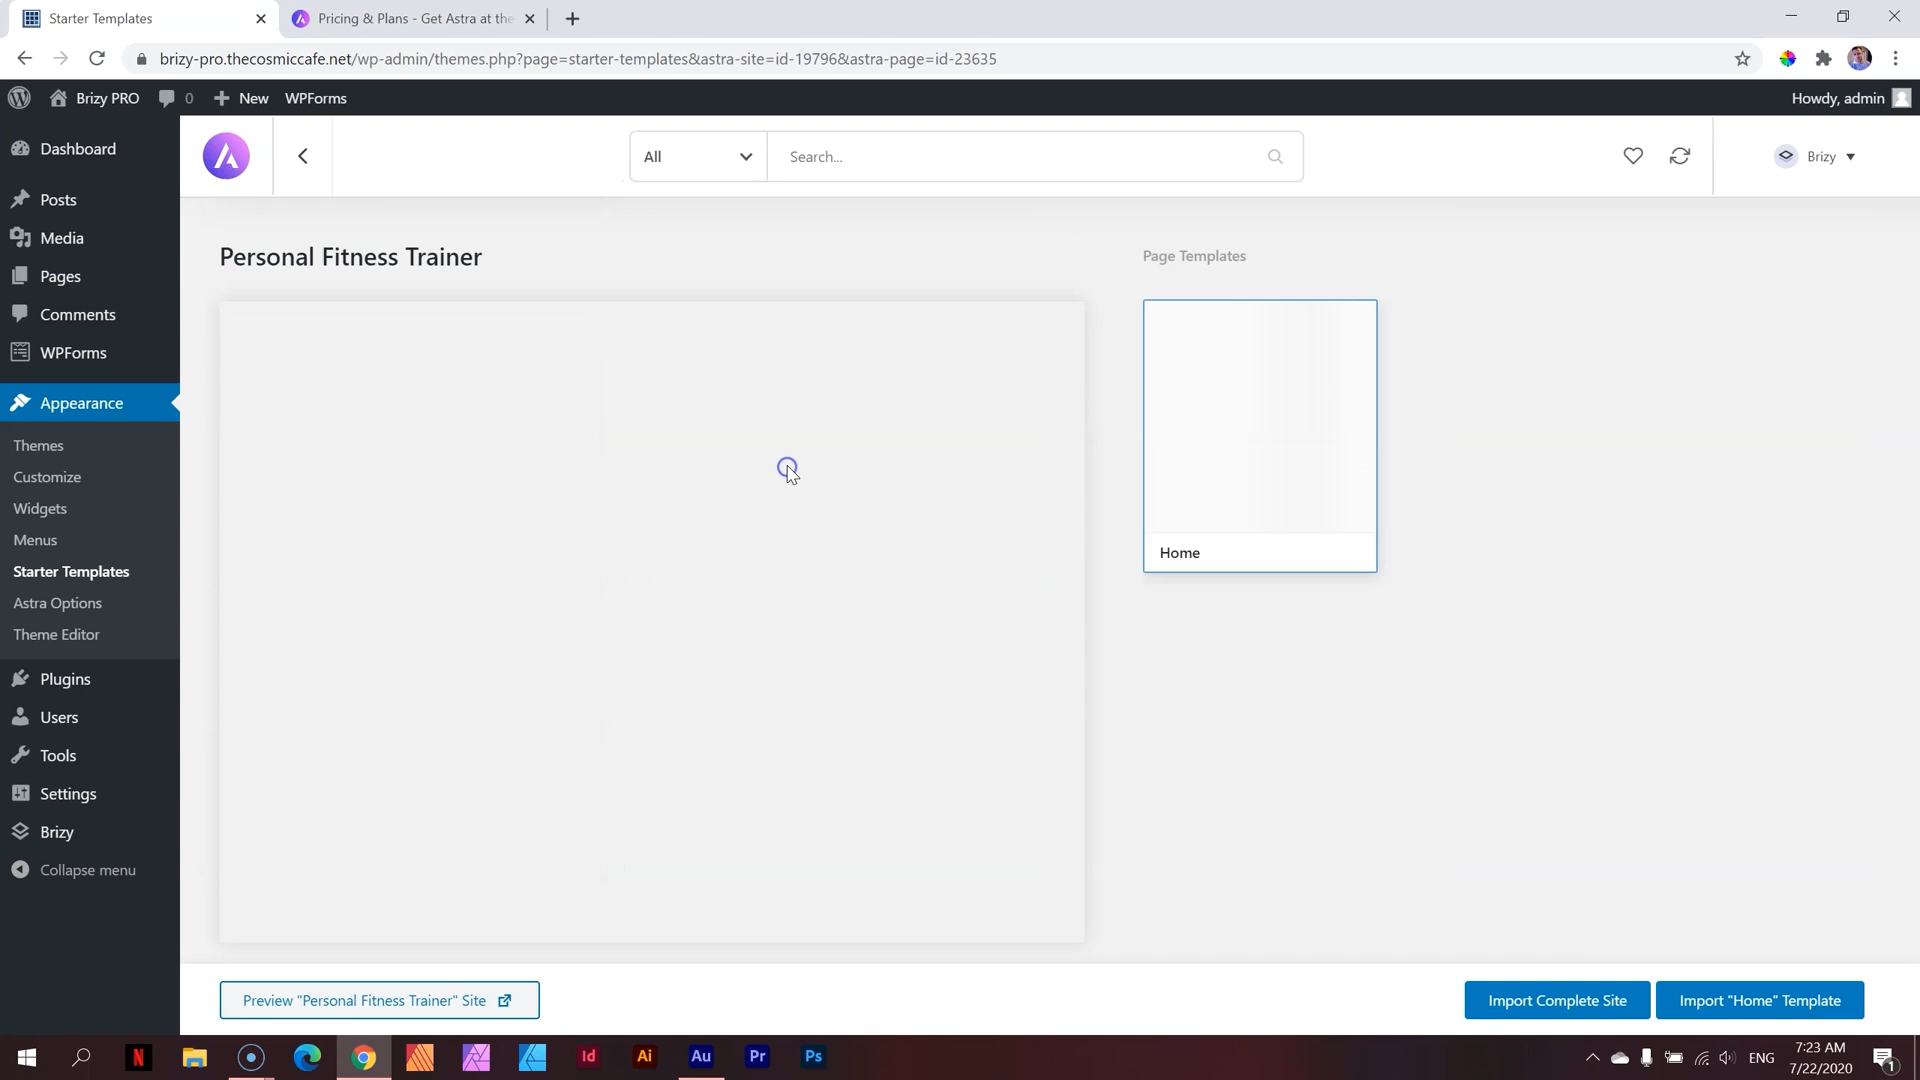 Starter Templates
Pricing & Plans - Get Astra at the
brizy-pro.thecosmiccafe.net/wp-admin/themes.php?page=starter-templates&astra-site=id-19796&astra-page=id-23635
Brizy PRO
0
New
WPForms
Howdy, admin
Dashboard
Posts
Media
Pages
Comments
WPForms
Appearance
Themes
Customize
Widgets
Menus
Starter Templates
Astra Options
Theme Editor
Plugins
Users
Tools
Settings
Brizy
Collapse menu
All
Search...
Brizy
Personal Fitness Trainer
Page Templates
Home
Preview "Personal Fitness Trainer" Site
Import Complete Site
Import "Home" Template
N
Id
Ai
Au
Pr
Ps
ENG
7:23 AM
7/22/2020
1